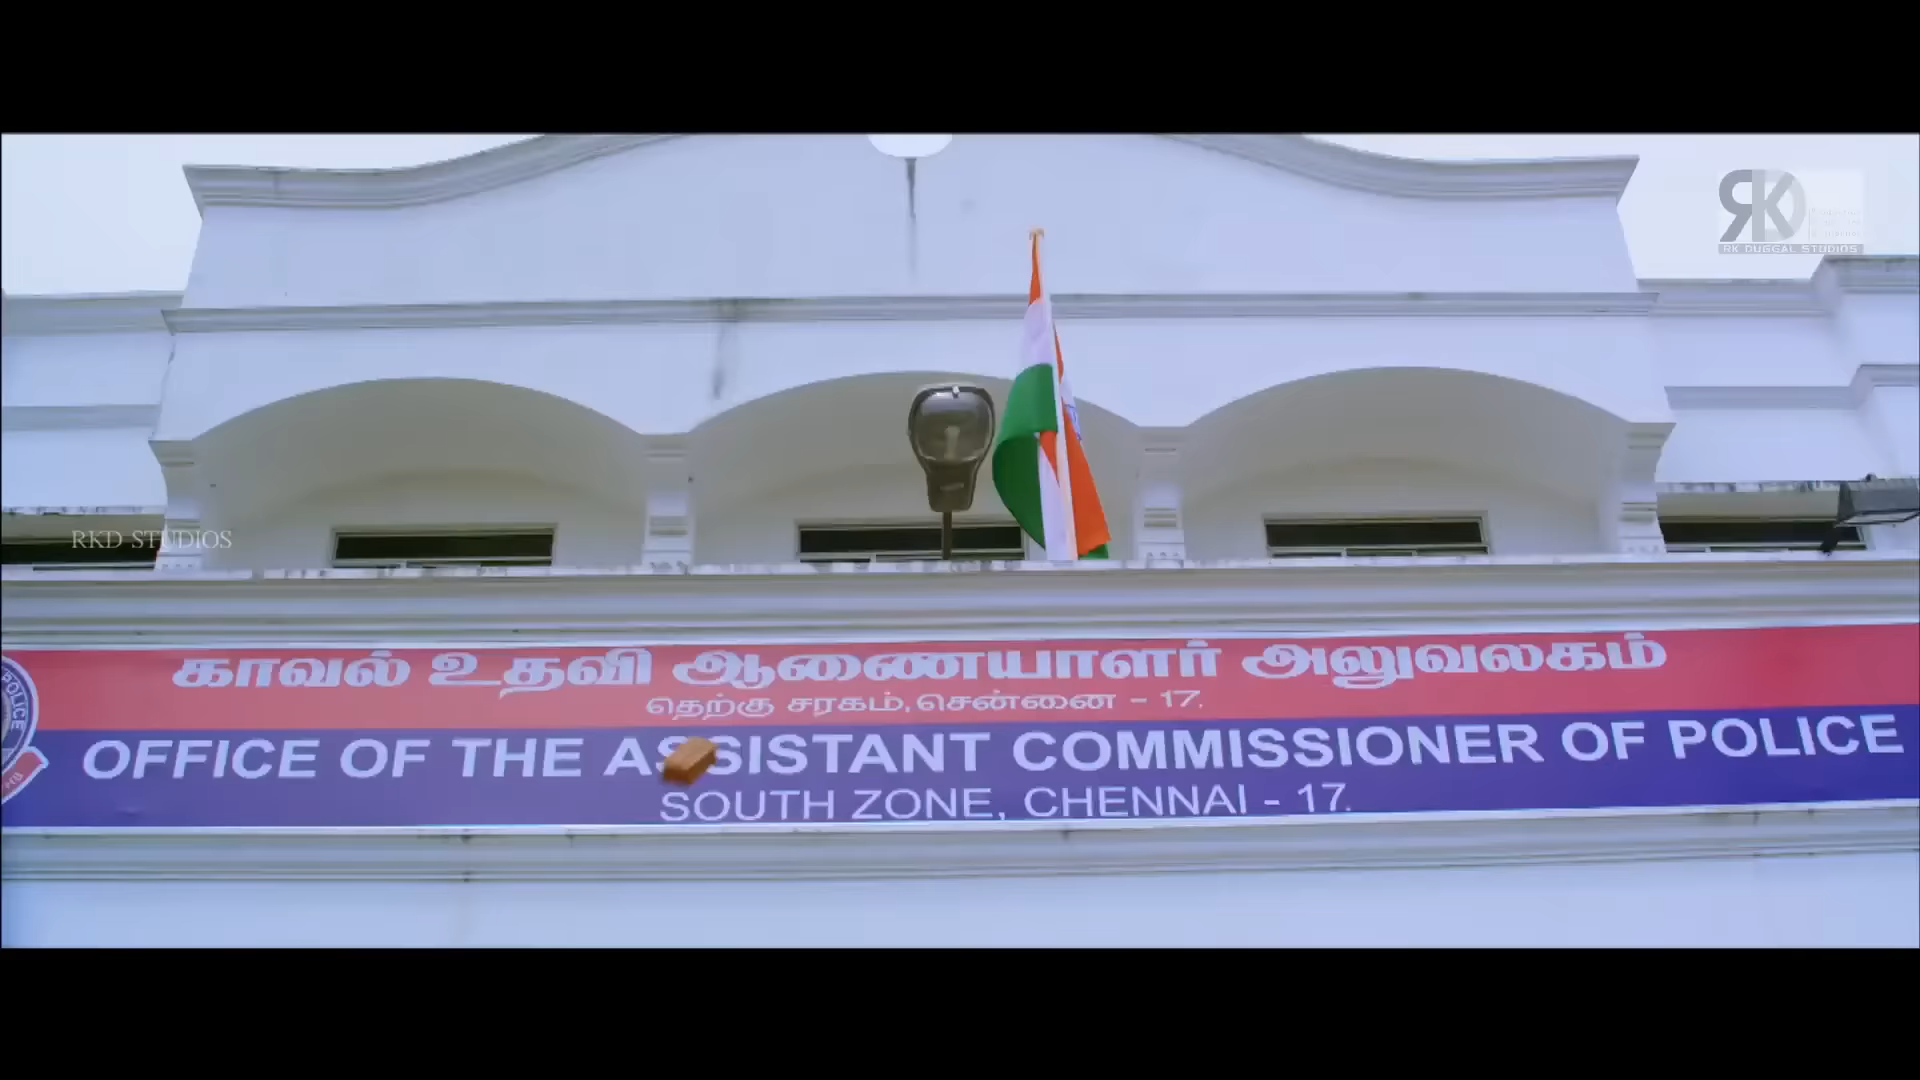 RK DUGGAL STUDIOS
RKD STUDIOS
காவல் உதவி ஆணையாளர் அலுவலகம்
தெற்கு சரகம், சென்னை - 17.
POLICE
OFFICE OF THE ASSISTANT COMMISSIONER OF POLICE
SOUTH ZONE, CHENNAI - 17.